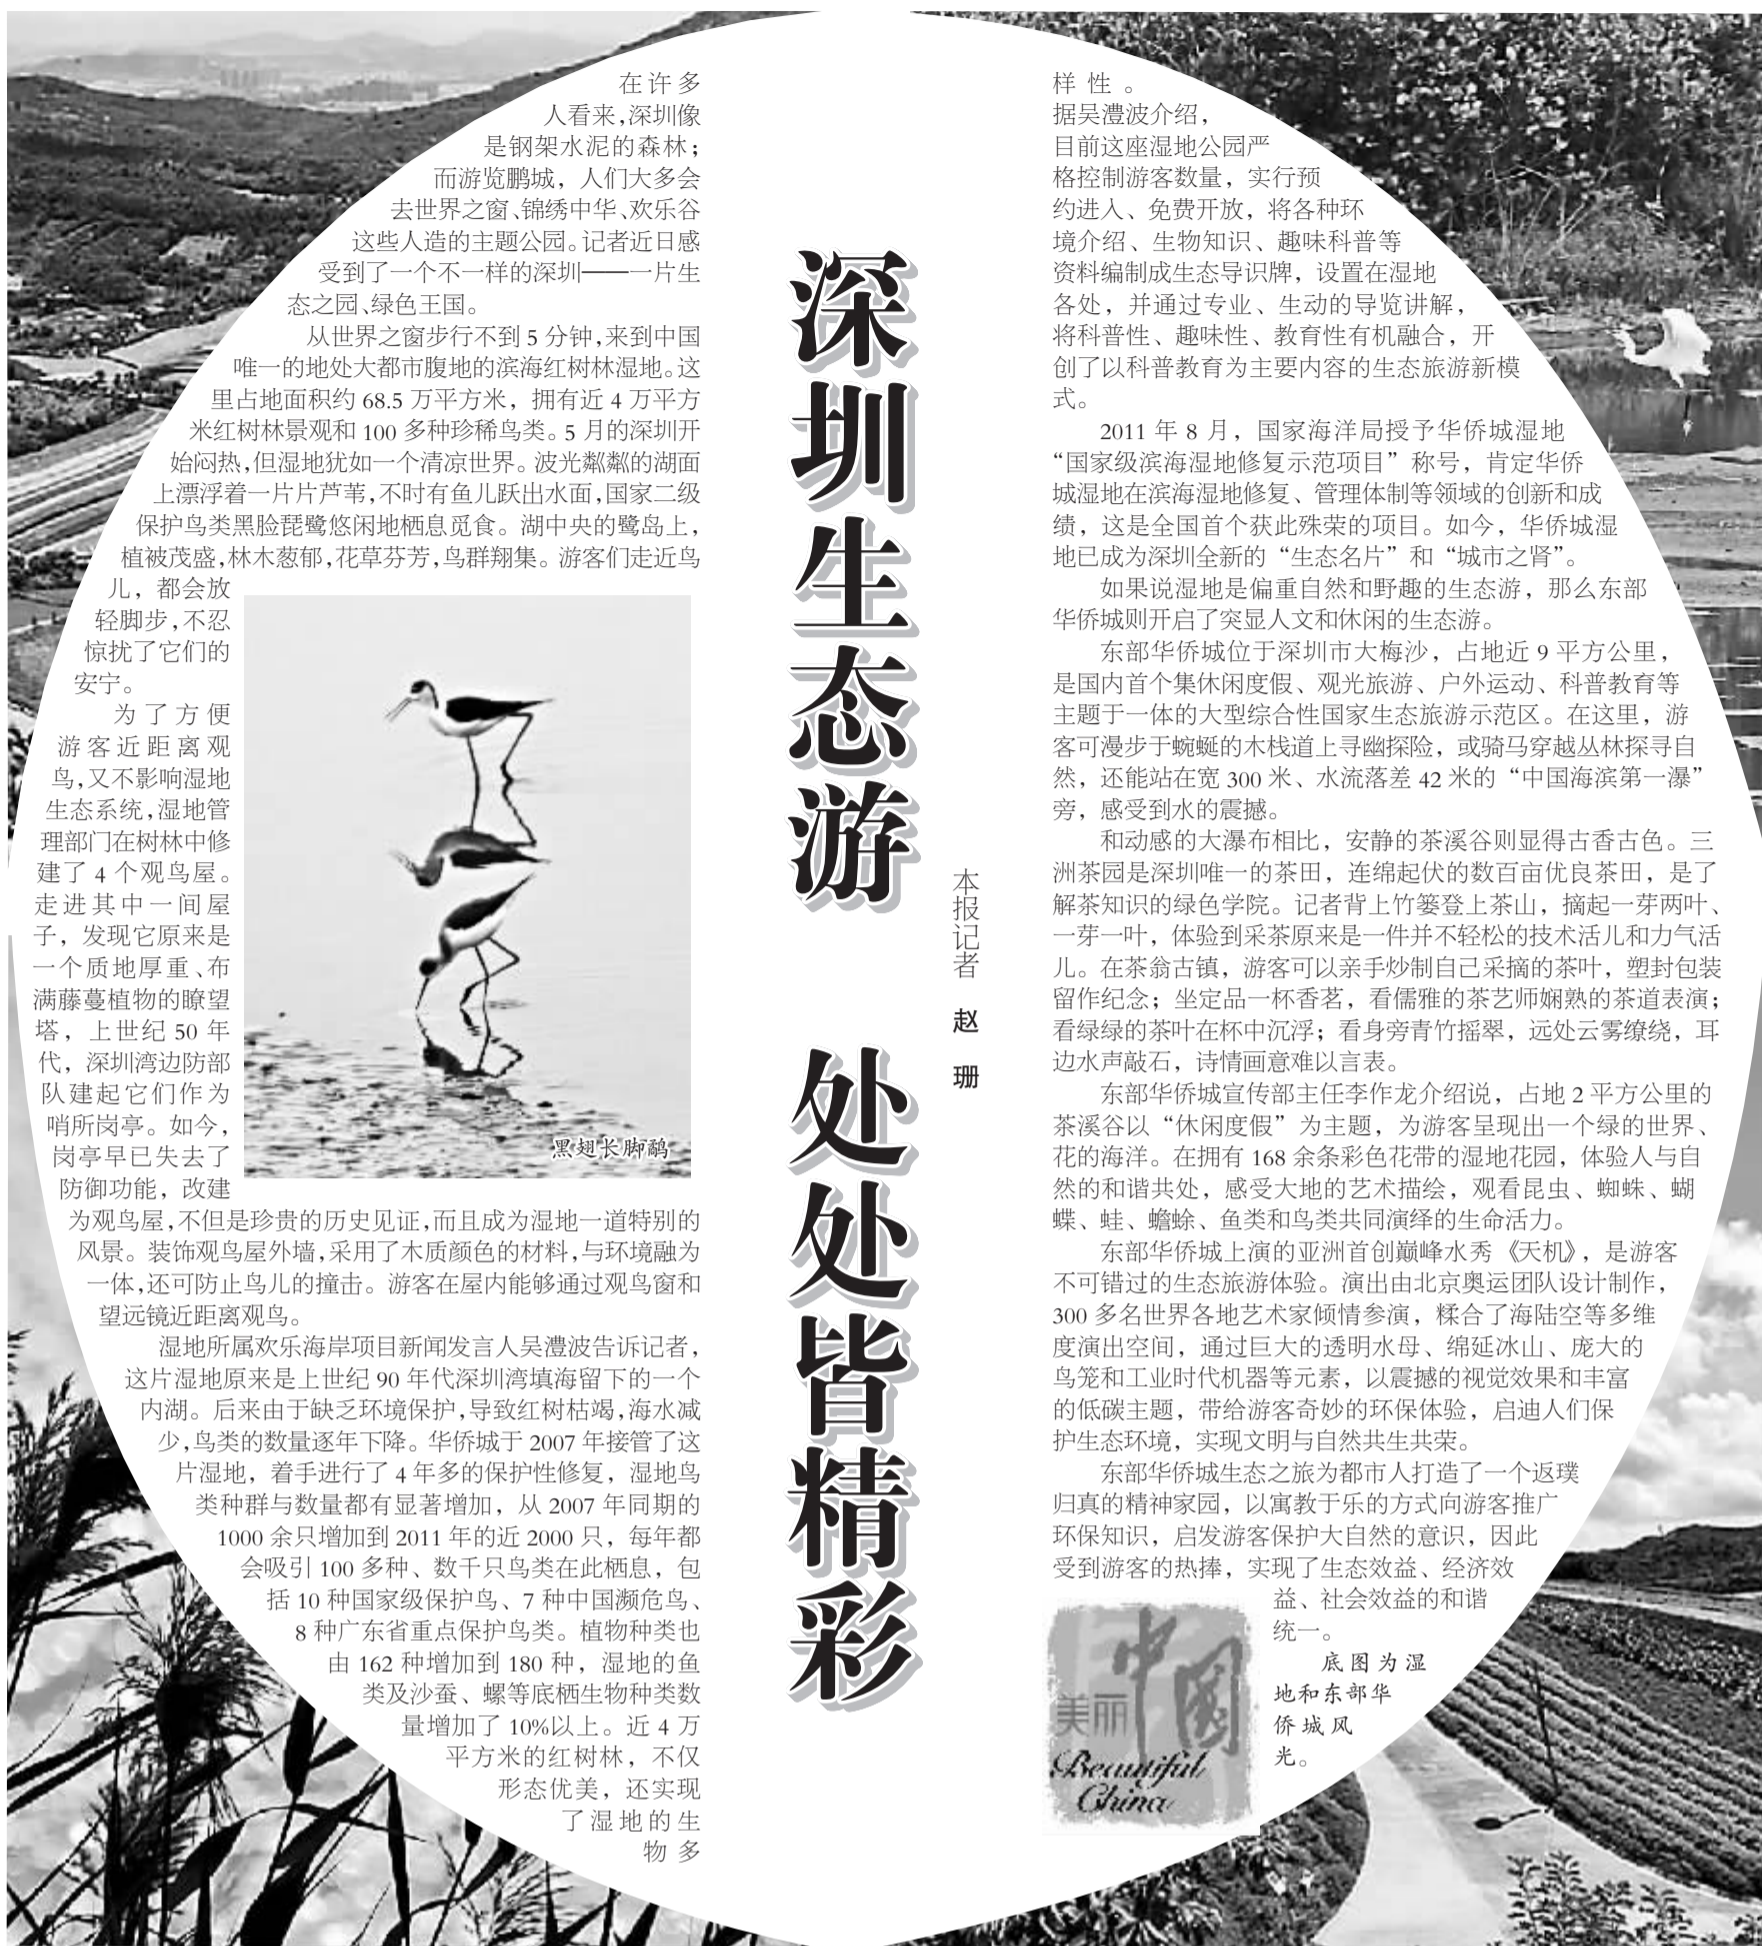 深圳生态游 处处皆精彩
本报记者 赵 珊
在许多
人看来,深圳像
是钢架水泥的森林；
而游览鹏城，人们大多会
去世界之窗、锦绣中华、欢乐谷
这些人造的主题公园。记者近日感
受到了一个不一样的深圳——一片生
态之园、绿色王国。
从世界之窗步行不到 5 分钟,来到中国
唯一的地处大都市腹地的滨海红树林湿地。这
里占地面积约 68.5 万平方米，拥有近 4 万平方
米红树林景观和 100 多种珍稀鸟类。5 月的深圳开
始闷热,但湿地犹如一个清凉世界。波光粼粼的湖面
上漂浮着一片片芦苇,不时有鱼儿跃出水面,国家二级
保护鸟类黑脸琵鹭悠闲地栖息觅食。湖中央的鹭岛上,
植被茂盛,林木葱郁,花草芬芳,鸟群翔集。游客们走近鸟
儿，都会放
轻脚步,不忍
惊扰了它们的
安宁。
为了方便
游客近距离观
鸟,又不影响湿地
生态系统,湿地管
理部门在树林中修
建了 4 个观鸟屋。
走进其中一间屋
子，发现它原来是
一个质地厚重、布
满藤蔓植物的瞭望
塔，上世纪 50 年
代，深圳湾边防部
队建起它们作为
哨所岗亭。如今,
岗亭早已失去了
防御功能，改建
为观鸟屋,不但是珍贵的历史见证,而且成为湿地一道特别的
风景。装饰观鸟屋外墙,采用了木质颜色的材料,与环境融为
一体,还可防止鸟儿的撞击。游客在屋内能够通过观鸟窗和
望远镜近距离观鸟。
湿地所属欢乐海岸项目新闻发言人吴澧波告诉记者,
这片湿地原来是上世纪 90 年代深圳湾填海留下的一个
内湖。后来由于缺乏环境保护,导致红树枯竭,海水减
少,鸟类的数量逐年下降。华侨城于 2007 年接管了这
片湿地，着手进行了 4 年多的保护性修复，湿地鸟
类种群与数量都有显著增加，从 2007 年同期的
1000 余只增加到 2011 年的近 2000 只，每年都
会吸引 100 多种、数千只鸟类在此栖息，包
括 10 种国家级保护鸟、7 种中国濒危鸟、
8 种广东省重点保护鸟类。植物种类也
由 162 种增加到 180 种，湿地的鱼
类及沙蚕、螺等底栖生物种类数
量增加了 10%以上。近 4 万
平方米的红树林，不仅
形态优美，还实现
了湿地的生
物多
黑翅长脚鹬
样性。
据吴澧波介绍，
目前这座湿地公园严
格控制游客数量，实行预
约进入、免费开放，将各种环
境介绍、生物知识、趣味科普等
资料编制成生态导识牌，设置在湿地
各处，并通过专业、生动的导览讲解，
将科普性、趣味性、教育性有机融合，开
创了以科普教育为主要内容的生态旅游新模
式。
2011 年 8 月，国家海洋局授予华侨城湿地
“国家级滨海湿地修复示范项目”称号，肯定华侨
城湿地在滨海湿地修复、管理体制等领域的创新和成
绩，这是全国首个获此殊荣的项目。如今，华侨城湿
地已成为深圳全新的“生态名片”和“城市之肾”。
如果说湿地是偏重自然和野趣的生态游，那么东部
华侨城则开启了突显人文和休闲的生态游。
东部华侨城位于深圳市大梅沙，占地近 9 平方公里，
是国内首个集休闲度假、观光旅游、户外运动、科普教育等
主题于一体的大型综合性国家生态旅游示范区。在这里，游
客可漫步于蜿蜒的木栈道上寻幽探险，或骑马穿越丛林探寻自
然，还能站在宽 300 米、水流落差 42 米的“中国海滨第一瀑”
旁，感受到水的震撼。
和动感的大瀑布相比，安静的茶溪谷则显得古香古色。三
洲茶园是深圳唯一的茶田，连绵起伏的数百亩优良茶田，是了
解茶知识的绿色学院。记者背上竹篓登上茶山，摘起一芽两叶、
一芽一叶，体验到采茶原来是一件并不轻松的技术活儿和力气活
儿。在茶翁古镇，游客可以亲手炒制自己采摘的茶叶，塑封包装
留作纪念；坐定品一杯香茗，看儒雅的茶艺师娴熟的茶道表演；
看绿绿的茶叶在杯中沉浮；看身旁青竹摇翠，远处云雾缭绕，耳
边水声敲石，诗情画意难以言表。
东部华侨城宣传部主任李作龙介绍说，占地 2 平方公里的
茶溪谷以“休闲度假”为主题，为游客呈现出一个绿的世界、
花的海洋。在拥有 168 余条彩色花带的湿地花园，体验人与自
然的和谐共处，感受大地的艺术描绘，观看昆虫、蜘蛛、蝴
蝶、蛙、蟾蜍、鱼类和鸟类共同演绎的生命活力。
东部华侨城上演的亚洲首创巅峰水秀《天机》，是游客
不可错过的生态旅游体验。演出由北京奥运团队设计制作，
300 多名世界各地艺术家倾情参演，糅合了海陆空等多维
度演出空间，通过巨大的透明水母、绵延冰山、庞大的
鸟笼和工业时代机器等元素，以震撼的视觉效果和丰富
的低碳主题，带给游客奇妙的环保体验，启迪人们保
护生态环境，实现文明与自然共生共荣。
东部华侨城生态之旅为都市人打造了一个返璞
归真的精神家园，以寓教于乐的方式向游客推广
环保知识，启发游客保护大自然的意识，因此
受到游客的热捧，实现了生态效益、经济效
益、社会效益的和谐
统一。
底图为湿
地和东部华
侨城风
光。
美丽中国
Beautiful
China